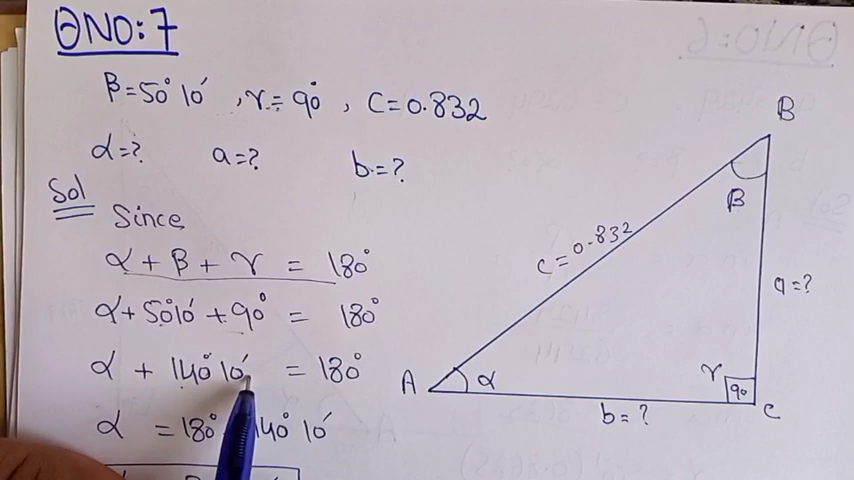 QNO:7
β=50°10′ , γ=90° , C=0.832
α=? a=? b=?
Sol
Since
α + β + γ = 180°
α+50°10′ +90° = 180°
α + 140°10′ = 180°
α = 180° 140° 10′
B
β
C=0.832
a=?
A
α
γ
90
C
b=?